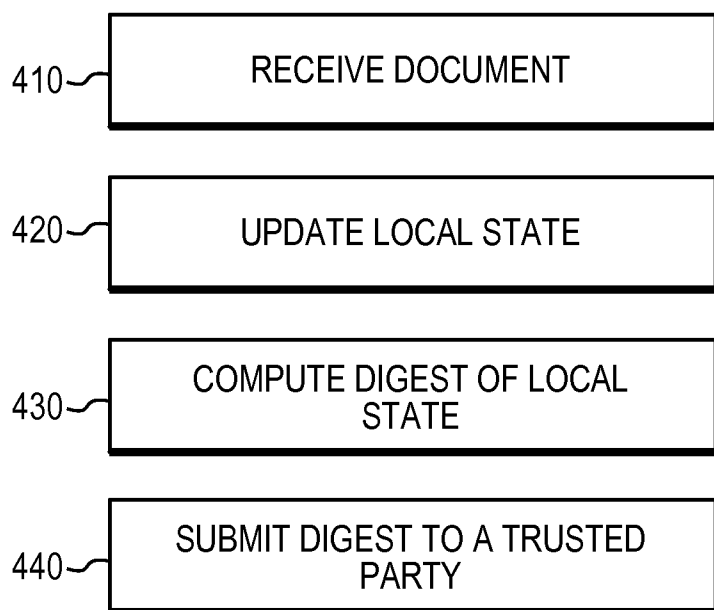 410
RECEIVE DOCUMENT
420
UPDATE LOCAL STATE
430
COMPUTE DIGEST OF LOCAL
STATE
440
SUBMIT DIGEST TO A TRUSTED
PARTY